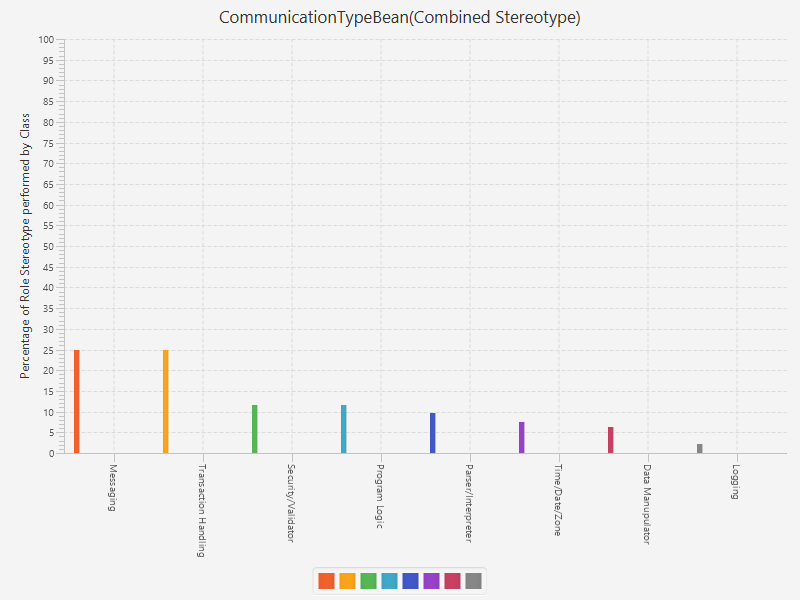 CommunicationTypeBean(Combined Stereotype)
Percentage of Role Stereotype performed by Class
100
95
90
85
80
75
70
65
60
55
50
45
40
35
30
25
20
15
10
5
0
Messaging
Transaction Handling
Security/Validator
Program Logic
Parser/Interpreter
Time/Date/Zone
Data Manupulator
Logging